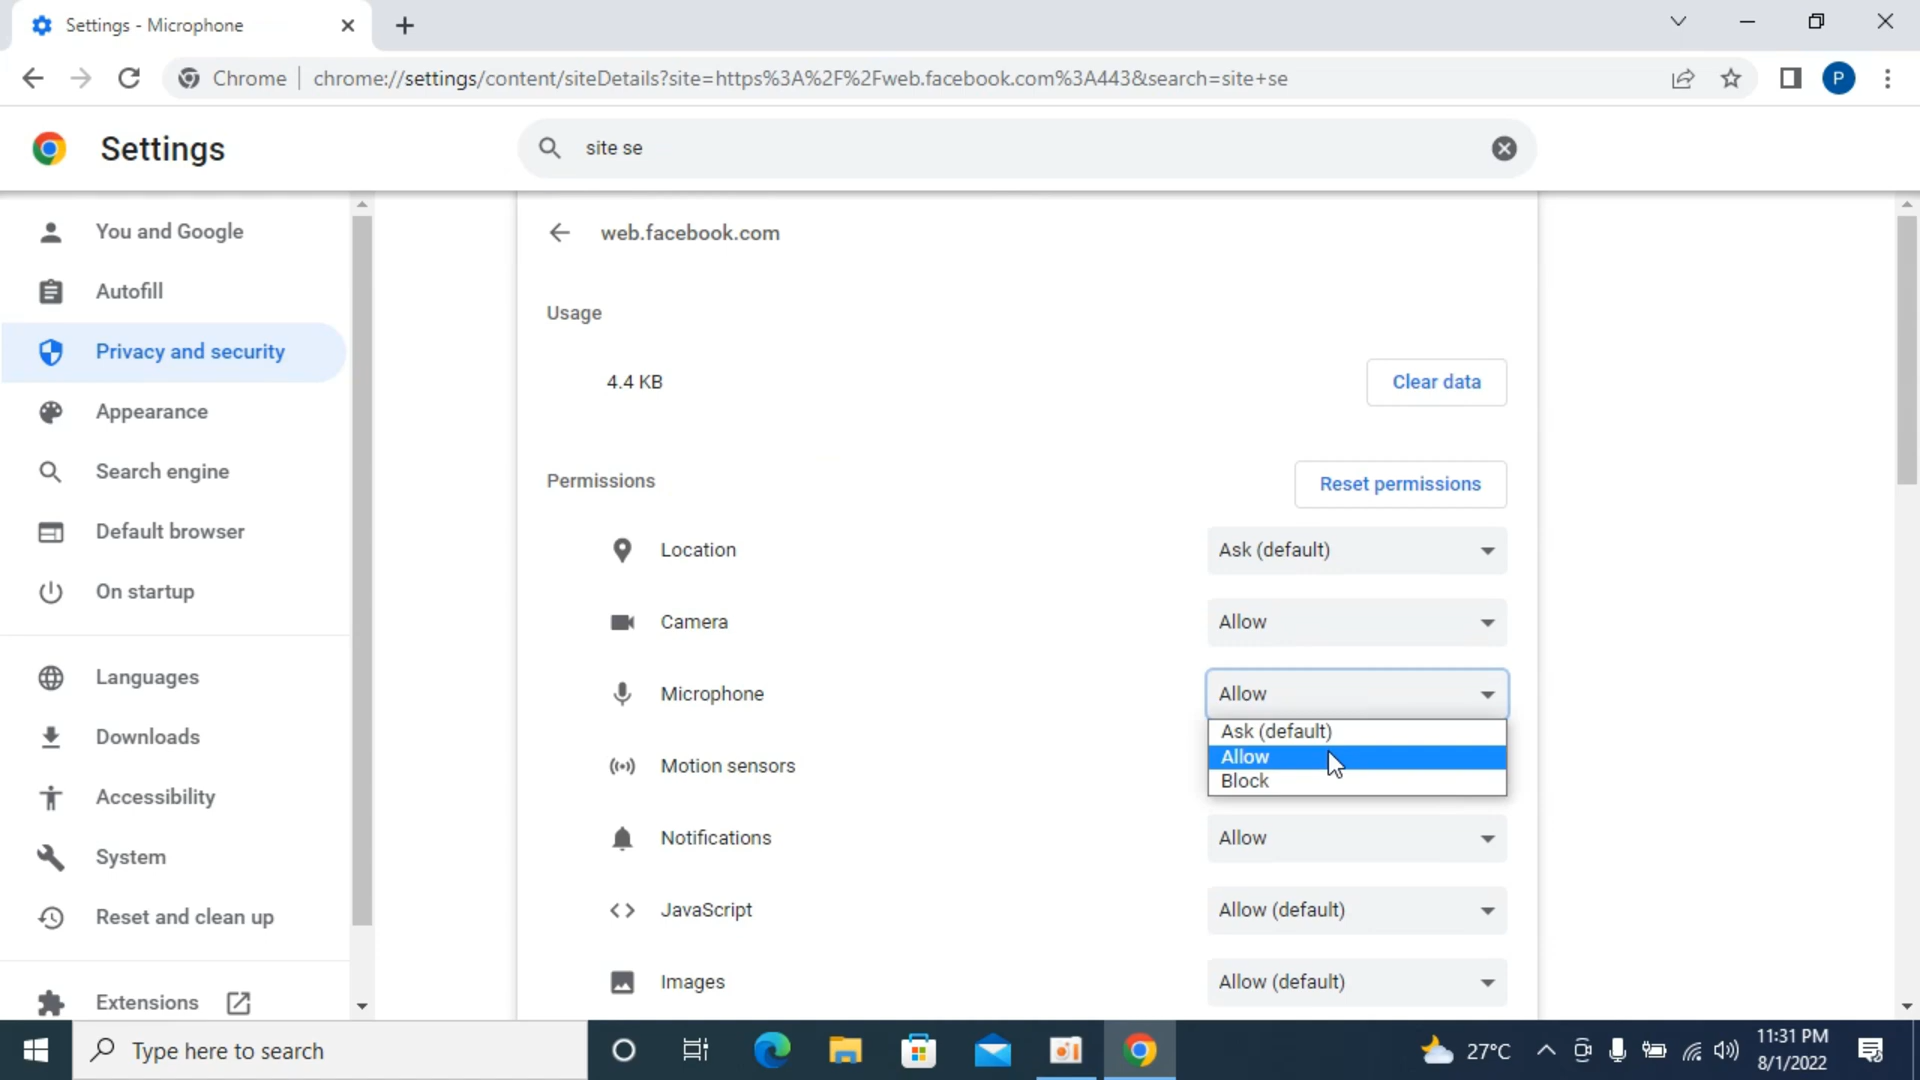 Settings - Microphone
Chrome
chrome://settings/content/siteDetails?site=https%3A%2F%2Fweb.facebook.com%3A443&search=site+se
P
Settings
site se
You and Google
Autofill
Privacy and security
Appearance
Search engine
Default browser
On startup
Languages
Downloads
Accessibility
System
Reset and clean up
Extensions
web.facebook.com
Usage
4.4 KB
Clear data
Permissions
Reset permissions
Location
Ask (default)
Camera
Allow
Microphone
Allow
Ask (default)
Allow
Block
Motion sensors
Notifications
Allow
JavaScript
Allow (default)
Images
Allow (default)
Type here to search
27°C
11:31 PM
8/1/2022